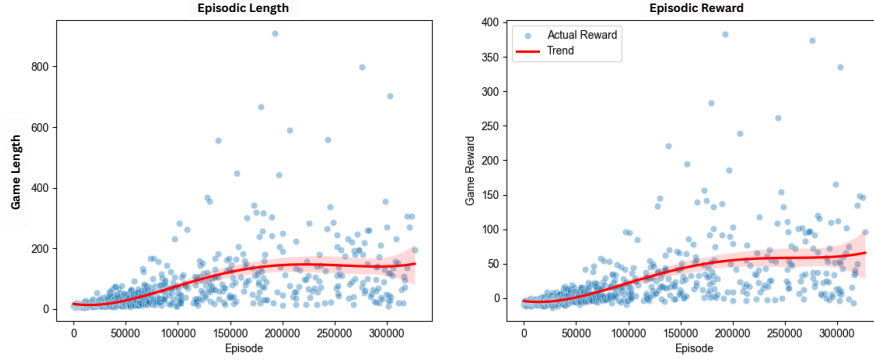 Episodic Length
Game Length
800
600
400
200
0
0 50000 100000 150000 200000 250000 300000
Episode
Episodic Reward
Actual Reward
Trend
Game Reward
400
350
300
250
200
150
100
50
0
0 50000 100000 150000 200000 250000 300000
Episode